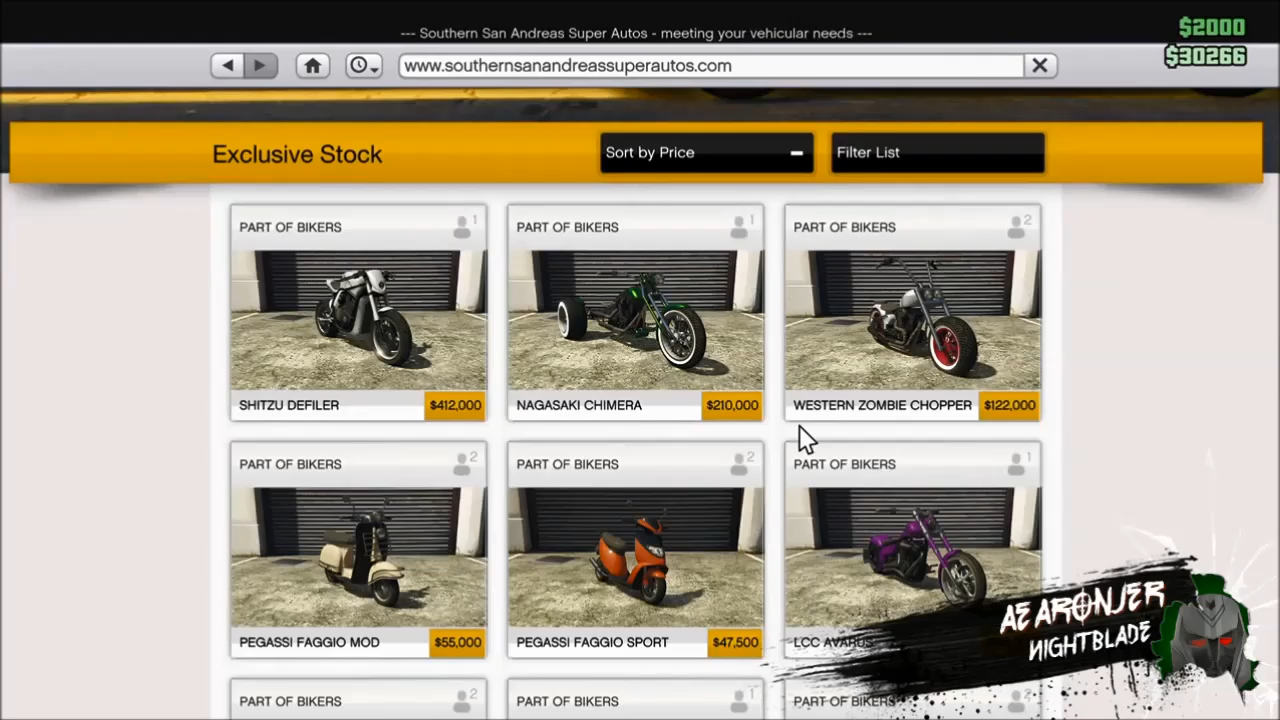 --- Southern San Andreas Super Autos - meeting your vehicular needs ---
$2000
$30266
www.southernsanandreassuperautos.com
Exclusive Stock
Sort by Price
Filter List
PART OF BIKERS 1
PART OF BIKERS 1
PART OF BIKERS 2
SHITZU DEFILER $412,000
NAGASAKI CHIMERA $210,000
WESTERN ZOMBIE CHOPPER $122,000
PART OF BIKERS 2
PART OF BIKERS 2
PART OF BIKERS 1
PEGASSI FAGGIO MOD $55,000
PEGASSI FAGGIO SPORT $47,500
LCC AVARUS
AE ARONJER
NIGHTBLADE
PART OF BIKERS 2
PART OF BIKERS 1
PART OF BIKERS 2